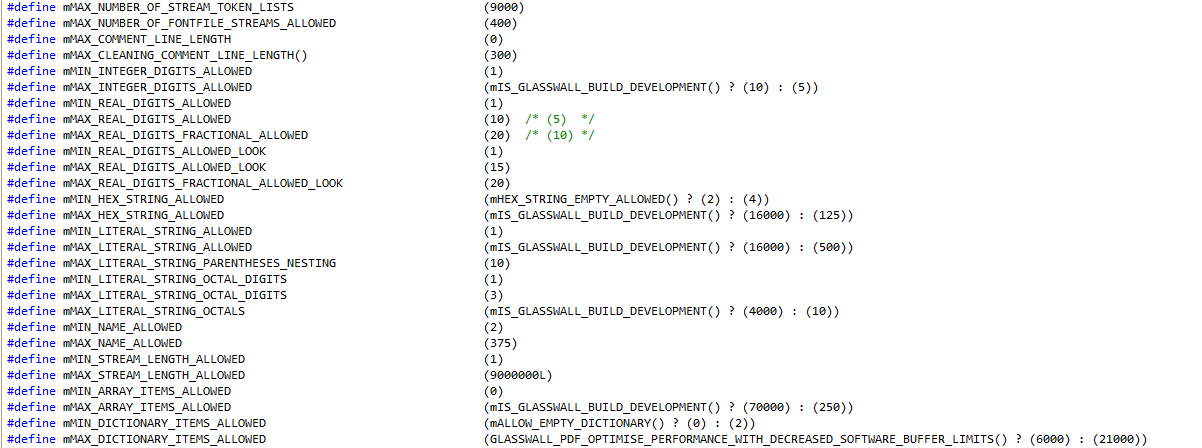 #define mMAX_NUMBER_OF_STREAM_TOKEN_LISTS (9000)
#define mMAX_NUMBER_OF_FONTFILE_STREAMS_ALLOWED (400)
#define mMAX_COMMENT_LINE_LENGTH (0)
#define mMAX_CLEANING_COMMENT_LINE_LENGTH() (300)
#define mMIN_INTEGER_DIGITS_ALLOWED (1)
#define mMAX_INTEGER_DIGITS_ALLOWED (mIS_GLASSWALL_BUILD_DEVELOPMENT() ? (10) : (5))
#define mMIN_REAL_DIGITS_ALLOWED (1)
#define mMAX_REAL_DIGITS_ALLOWED (10) /* (5) */
#define mMAX_REAL_DIGITS_FRACTIONAL_ALLOWED (20) /* (10) */
#define mMIN_REAL_DIGITS_ALLOWED_LOOK (1)
#define mMAX_REAL_DIGITS_ALLOWED_LOOK (15)
#define mMAX_REAL_DIGITS_FRACTIONAL_ALLOWED_LOOK (20)
#define mMIN_HEX_STRING_ALLOWED (mHEX_STRING_EMPTY_ALLOWED() ? (2) : (4))
#define mMAX_HEX_STRING_ALLOWED (mIS_GLASSWALL_BUILD_DEVELOPMENT() ? (16000) : (125))
#define mMIN_LITERAL_STRING_ALLOWED (1)
#define mMAX_LITERAL_STRING_ALLOWED (mIS_GLASSWALL_BUILD_DEVELOPMENT() ? (16000) : (500))
#define mMAX_LITERAL_STRING_PARENTHESES_NESTING (10)
#define mMIN_LITERAL_STRING_OCTAL_DIGITS (1)
#define mMAX_LITERAL_STRING_OCTAL_DIGITS (3)
#define mMAX_LITERAL_STRING_OCTALS (mIS_GLASSWALL_BUILD_DEVELOPMENT() ? (4000) : (10))
#define mMIN_NAME_ALLOWED (2)
#define mMAX_NAME_ALLOWED (375)
#define mMIN_STREAM_LENGTH_ALLOWED (1)
#define mMAX_STREAM_LENGTH_ALLOWED (9000000L)
#define mMIN_ARRAY_ITEMS_ALLOWED (0)
#define mMAX_ARRAY_ITEMS_ALLOWED (mIS_GLASSWALL_BUILD_DEVELOPMENT() ? (70000) : (250))
#define mMIN_DICTIONARY_ITEMS_ALLOWED (mALLOW_EMPTY_DICTIONARY() ? (0) : (2))
#define mMAX_DICTIONARY_ITEMS_ALLOWED (GLASSWALL_PDF_OPTIMISE_PERFORMANCE_WITH_DECREASED_SOFTWARE_BUFFER_LIMITS() ? (6000) : (21000))